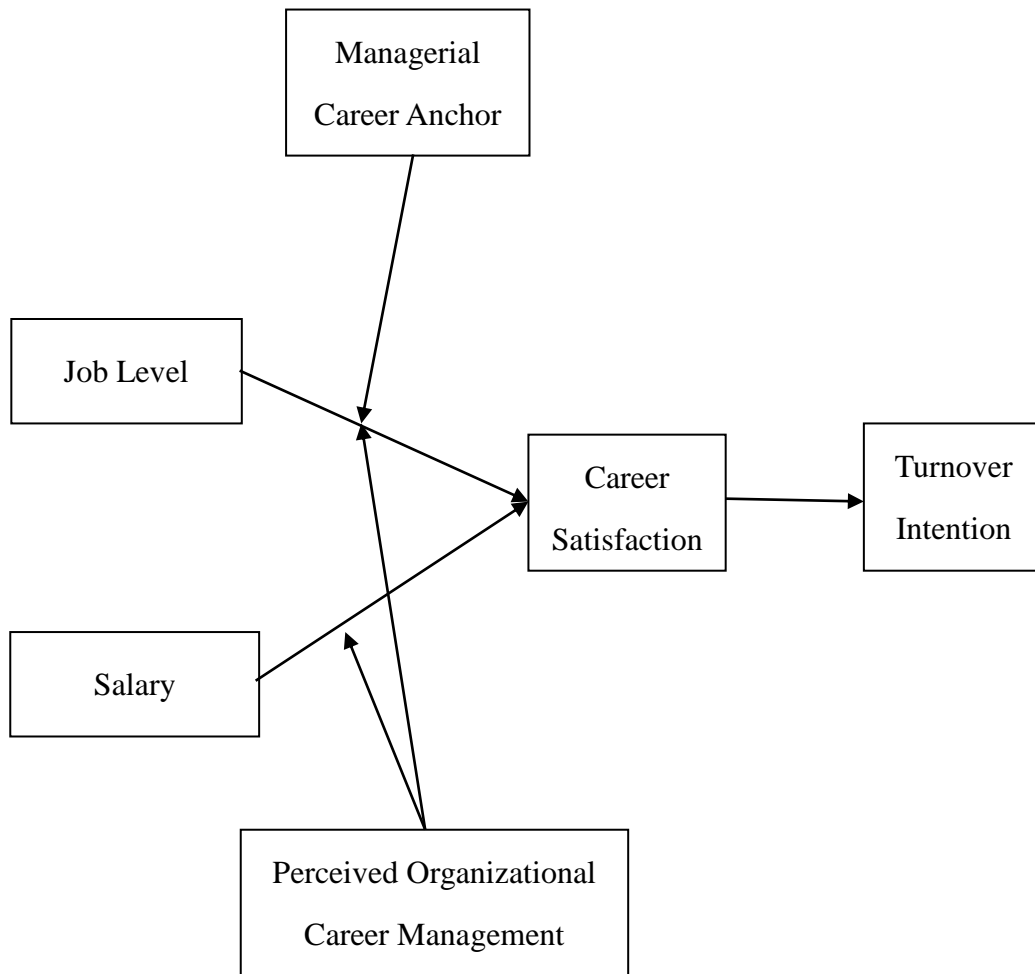 Managerial
Career Anchor
Job Level
Career
Satisfaction
Turnover
Intention
Salary
Perceived Organizational
Career Management